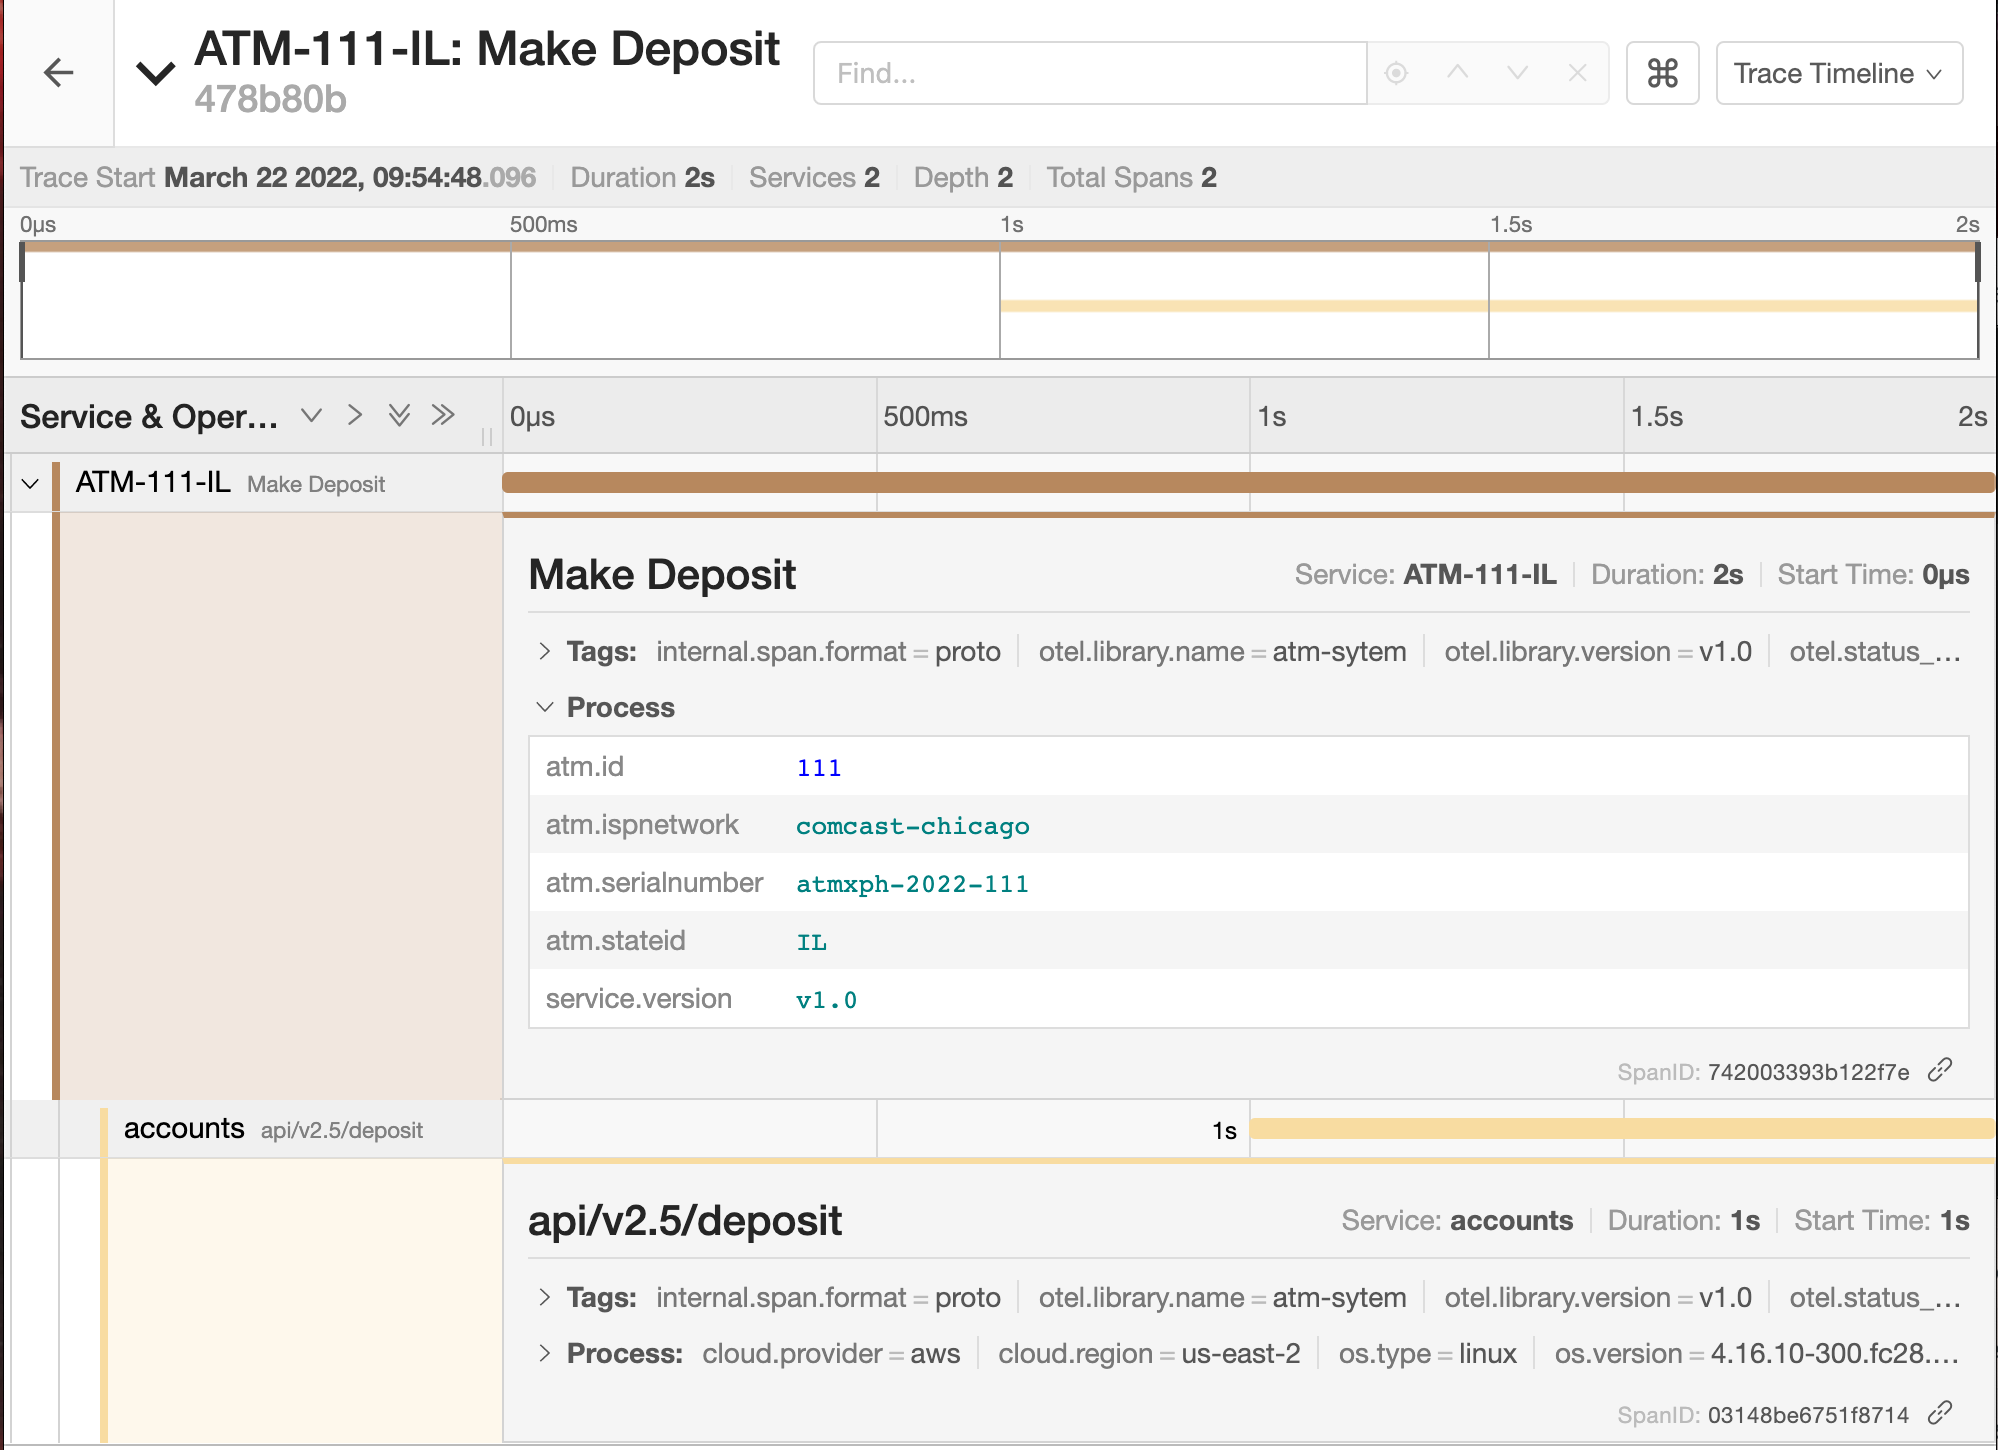 ATM-111-IL: Make Deposit
478b80b
Find...
⌘
Trace Timeline
Trace Start March 22 2022, 09:54:48.096 Duration 2s Services 2 Depth 2 Total Spans 2
0μs 500ms 1s 1.5s 2s
Service & Oper... 0μs 500ms 1s 1.5s 2s
ATM-111-IL Make Deposit
Make Deposit Service: ATM-111-IL Duration: 2s Start Time: 0μs
Tags: internal.span.format = proto otel.library.name = atm-sytem otel.library.version = v1.0 otel.status_...
Process
atm.id 111
atm.ispnetwork comcast-chicago
atm.serialnumber atmxph-2022-111
atm.stateid IL
service.version v1.0
SpanID: 742003393b122f7e
accounts api/v2.5/deposit 1s
api/v2.5/deposit Service: accounts Duration: 1s Start Time: 1s
Tags: internal.span.format = proto otel.library.name = atm-sytem otel.library.version = v1.0 otel.status_...
Process: cloud.provider = aws cloud.region = us-east-2 os.type = linux os.version = 4.16.10-300.fc28....
SpanID: 03148be6751f8714